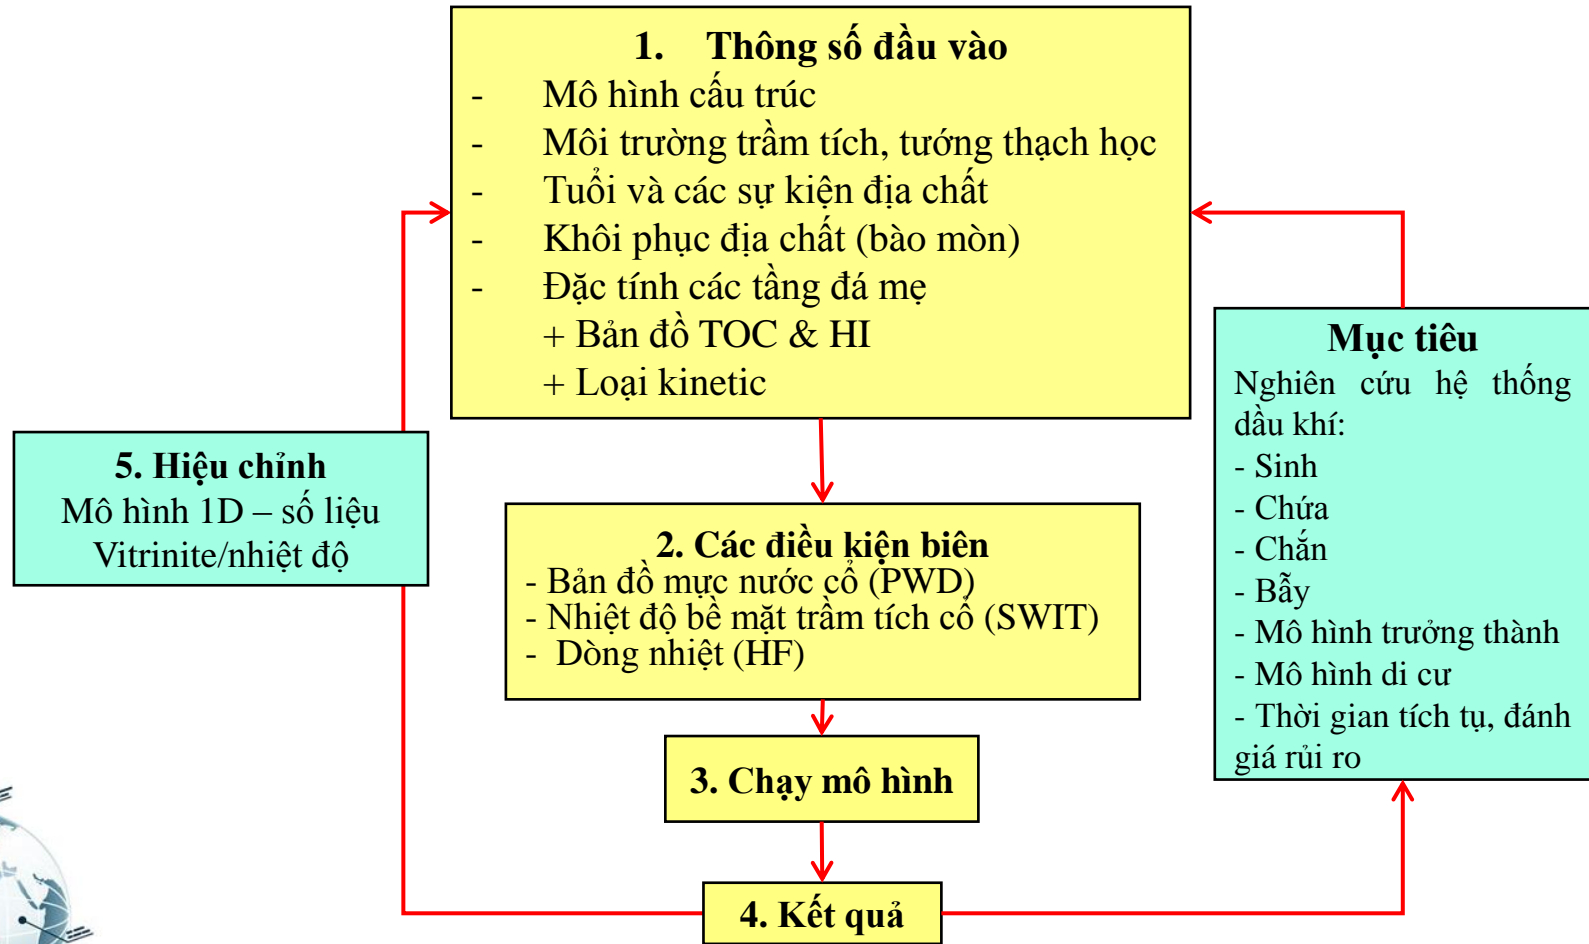 1. Thông số đầu vào
- Mô hình cấu trúc
- Môi trường trầm tích, tướng thạch học
- Tuổi và các sự kiện địa chất
- Khôi phục địa chất (bào mòn)
- Đặc tính các tầng đá mẹ
+ Bản đồ TOC & HI
+ Loại kinetic
5. Hiệu chỉnh
Mô hình 1D – số liệu
Vitrinite/nhiệt độ
2. Các điều kiện biên
- Bản đồ mực nước cổ (PWD)
- Nhiệt độ bề mặt trầm tích cổ (SWIT)
- Dòng nhiệt (HF)
3. Chạy mô hình
4. Kết quả
Mục tiêu
Nghiên cứu hệ thống
dầu khí:
- Sinh
- Chứa
- Chắn
- Bẫy
- Mô hình trưởng thành
- Mô hình di cư
- Thời gian tích tụ, đánh
giá rủi ro